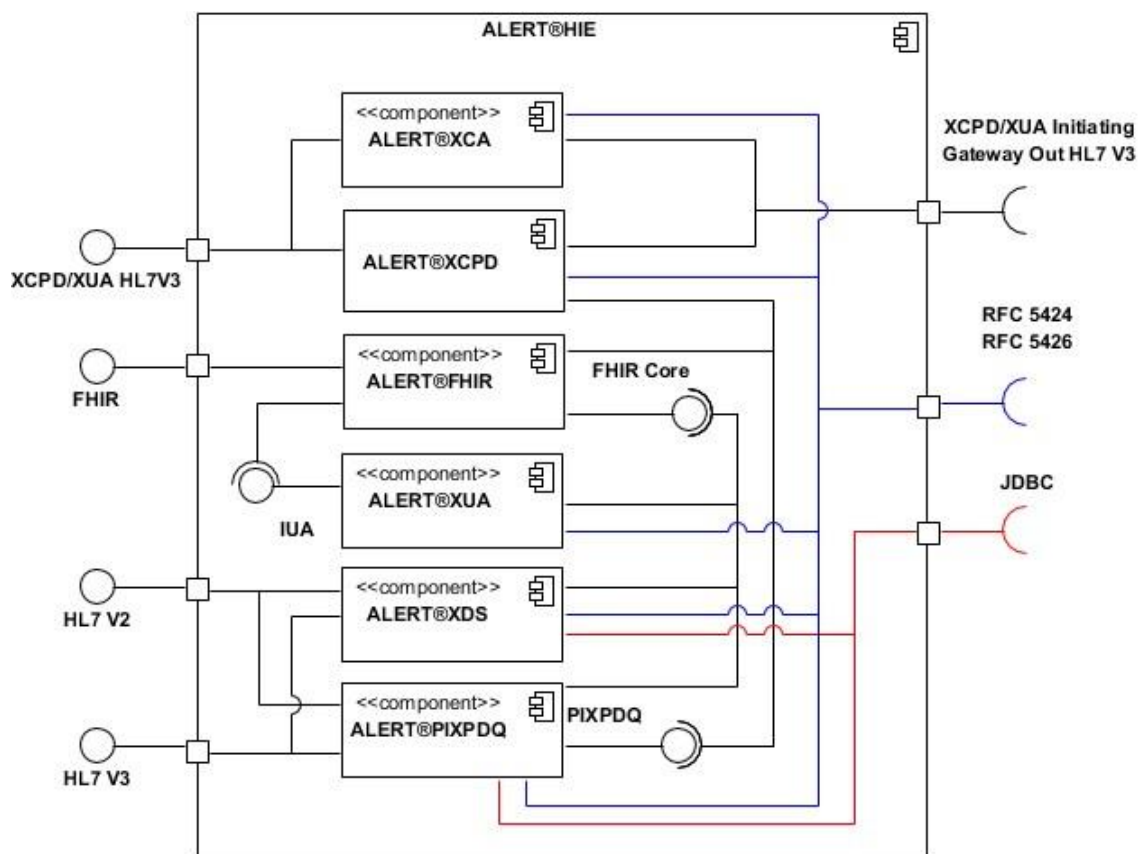 ALERT®HIE
<<component>>
ALERT®XCA
XCPD/XUA Initiating
Gateway Out HL7 V3
ALERT®XCPD
XCPD/XUA HL7V3
RFC 5424
RFC 5426
<<component>>
ALERT®FHIR
FHIR Core
FHIR
<<component>>
ALERT®XUA
JDBC
IUA
<<component>>
ALERT®XDS
HL7 V2
<<component>>
ALERT®PIXPDQ
PIXPDQ
HL7 V3